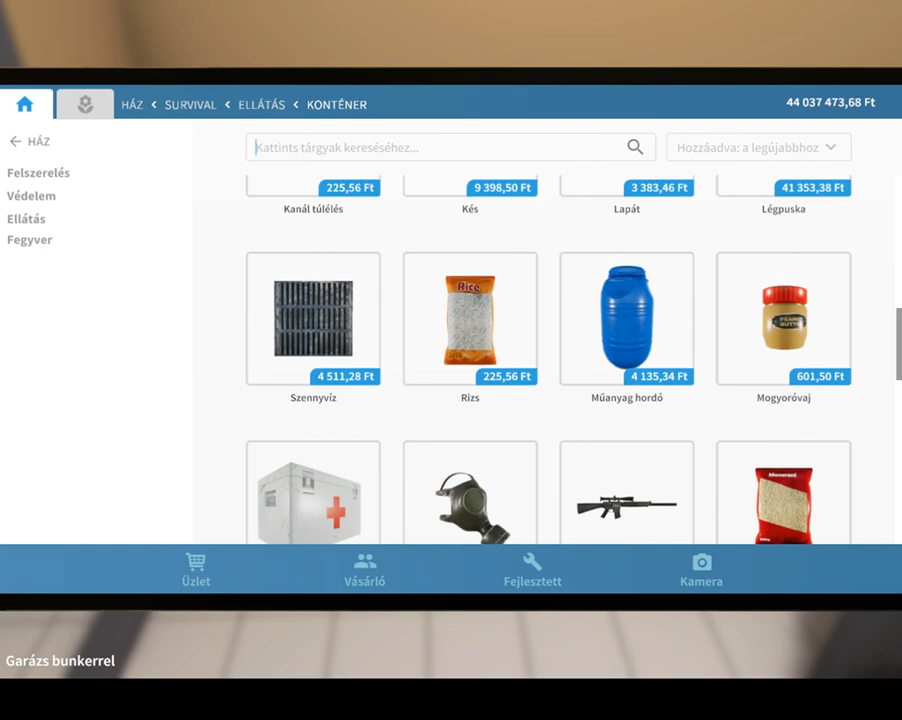 HÁZ < SURVIVAL < ELLÁTÁS < KONTÉNER
44 037 473,68 Ft
← HÁZ
Felszerelés
Védelem
Ellátás
Fegyver
Kattints tárgyak kereséséhez...
Hozzáadva: a legújabbhoz
225,56 Ft
9 398,50 Ft
3 383,46 Ft
41 353,38 Ft
Kanál túlélés
Kés
Lapát
Légpuska
Rice
PEANUT
BUTTER
4 511,28 Ft
225,56 Ft
4 135,34 Ft
601,50 Ft
Szennyvíz
Rizs
Műanyag hordó
Mogyoróvaj
Üzlet
Vásárló
Fejlesztett
Kamera
Garázs bunkerrel